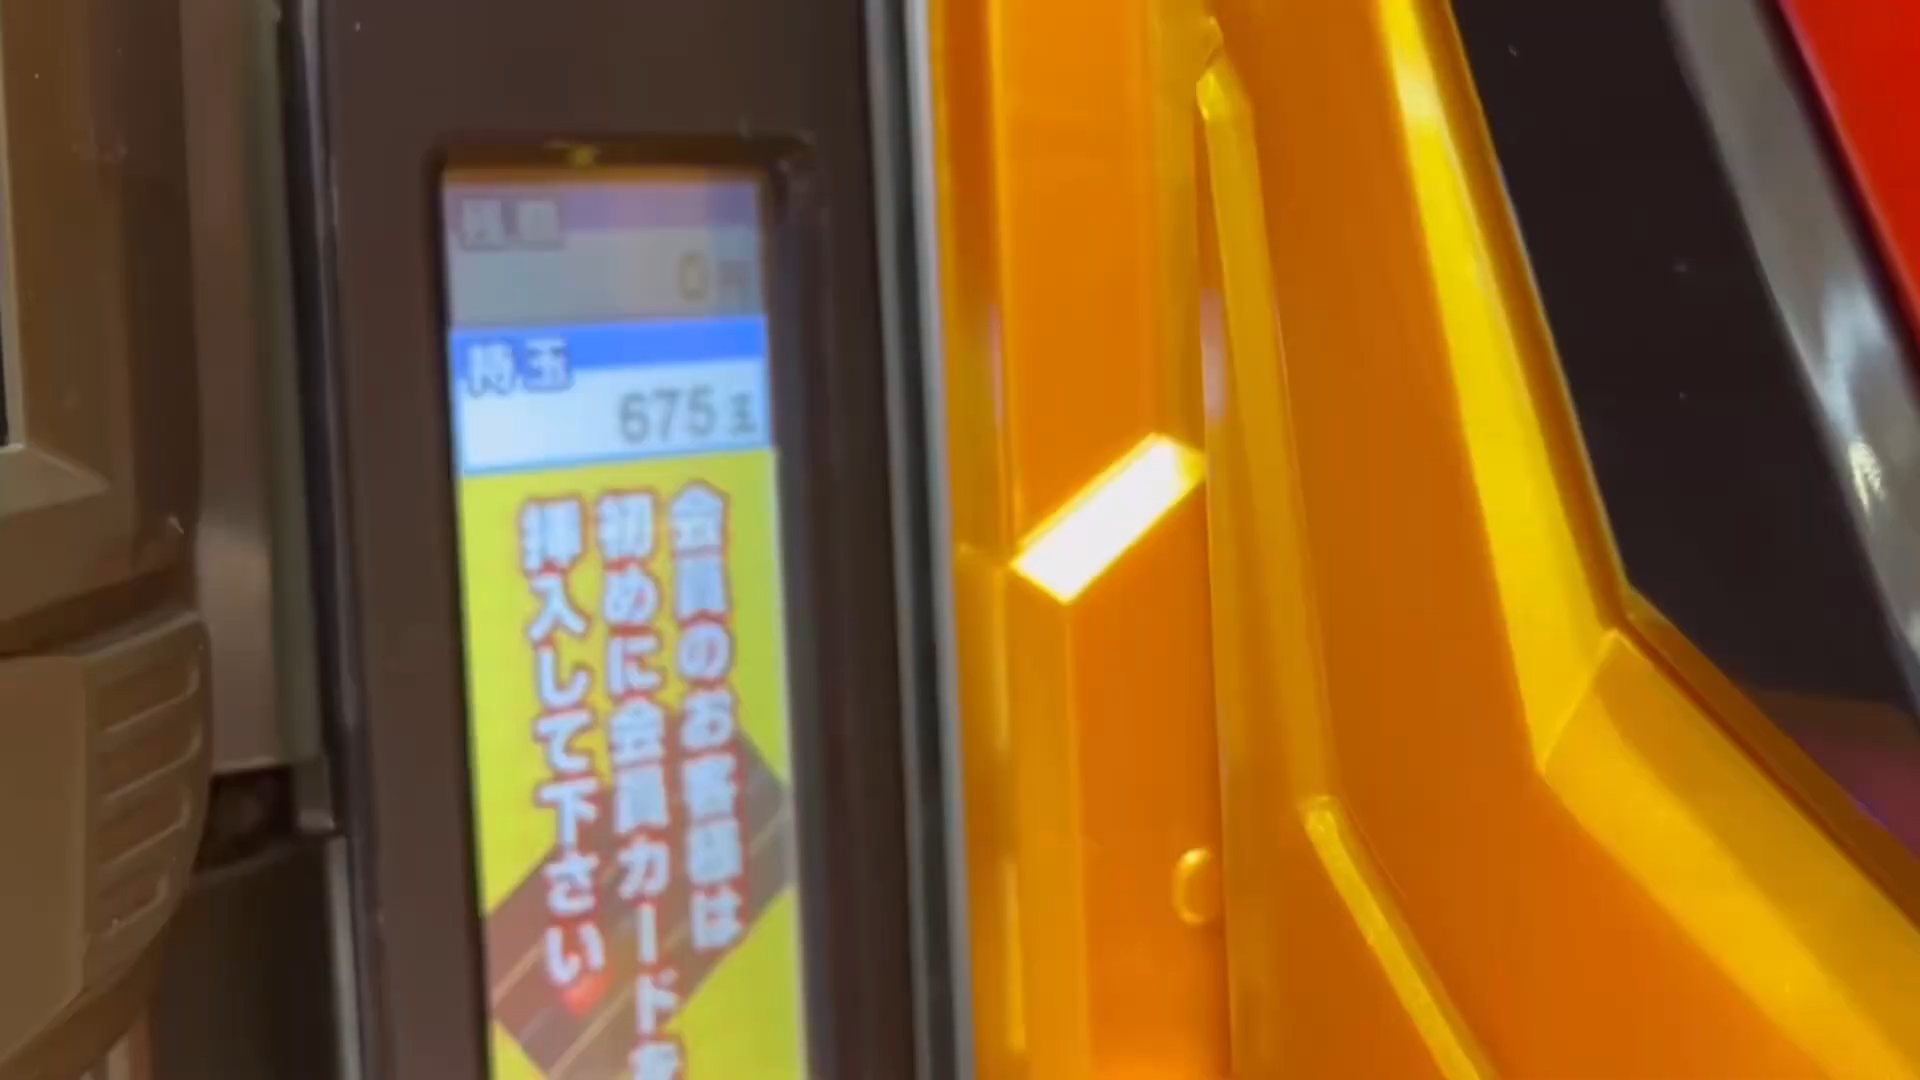 残高
0円
持玉
675玉
会員のお客様は
初めに会員カードを
挿入して下さい